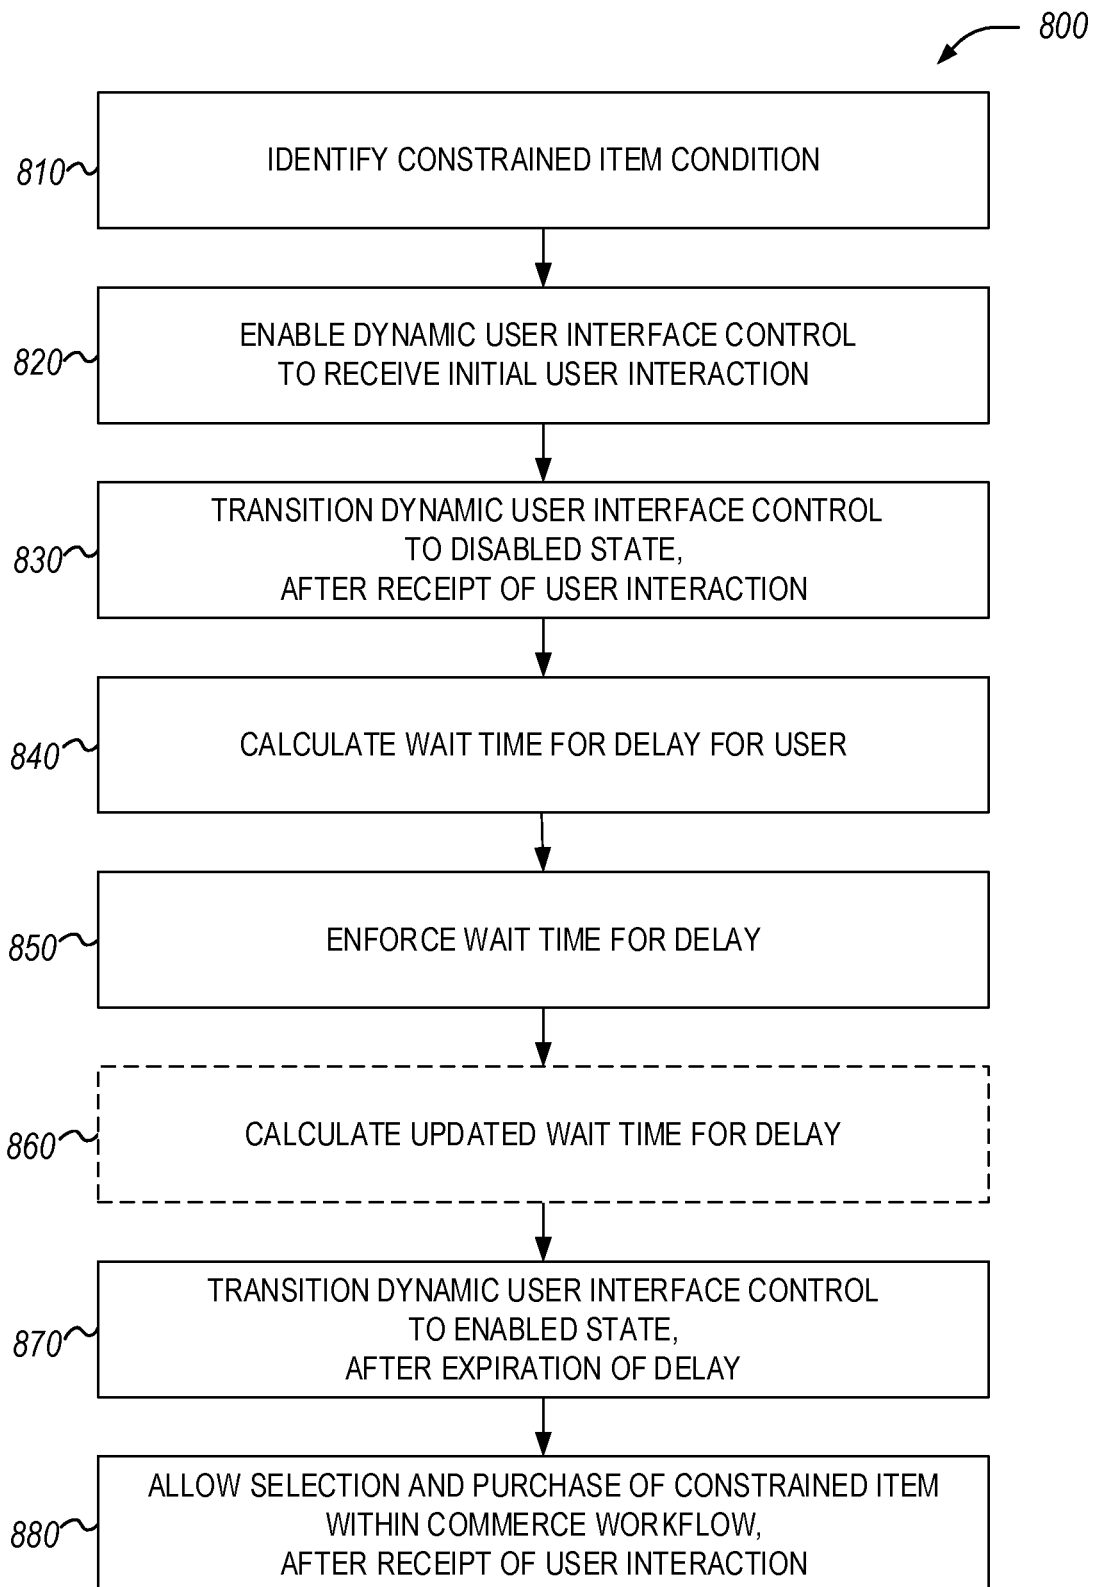 800
810
IDENTIFY CONSTRAINED ITEM CONDITION
820
ENABLE DYNAMIC USER INTERFACE CONTROL
TO RECEIVE INITIAL USER INTERACTION
830
TRANSITION DYNAMIC USER INTERFACE CONTROL
TO DISABLED STATE,
AFTER RECEIPT OF USER INTERACTION
840
CALCULATE WAIT TIME FOR DELAY FOR USER
850
ENFORCE WAIT TIME FOR DELAY
860
CALCULATE UPDATED WAIT TIME FOR DELAY
870
TRANSITION DYNAMIC USER INTERFACE CONTROL
TO ENABLED STATE,
AFTER EXPIRATION OF DELAY
880
ALLOW SELECTION AND PURCHASE OF CONSTRAINED ITEM
WITHIN COMMERCE WORKFLOW,
AFTER RECEIPT OF USER INTERACTION